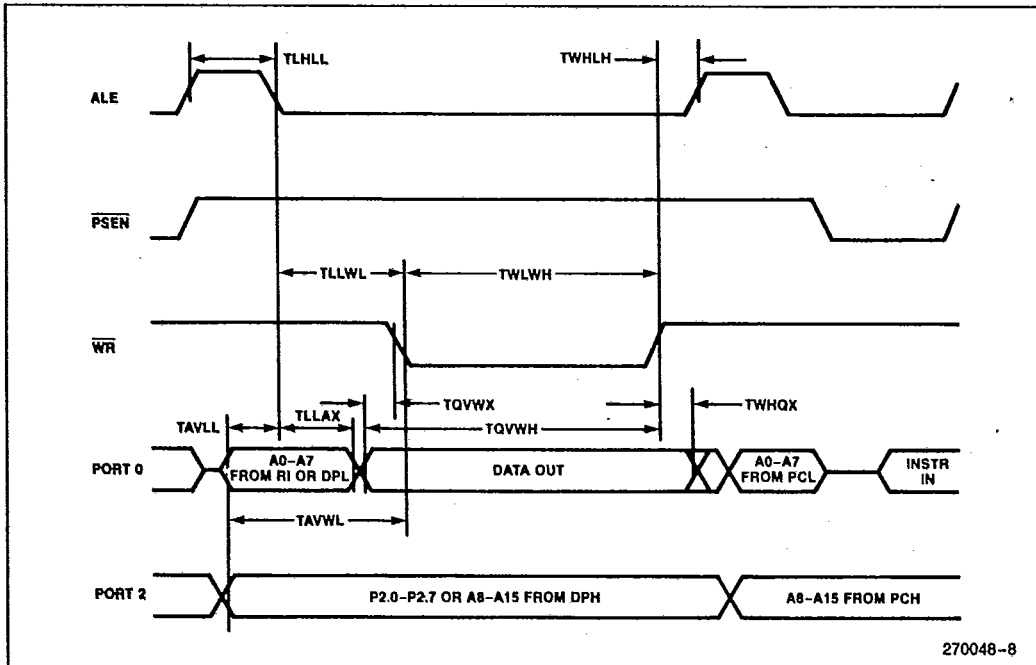 TLHLL
TWHLH
ALE
PSEN
TLLWL
TWLWH
WR
TQVWX
TWHQX
TAVLL
TLLAX
TQVWH
PORT 0
A0–A7
FROM RI OR DPL
DATA OUT
A0–A7
FROM PCL
INSTR
IN
TAVWL
PORT 2
P2.0–P2.7 OR A8–A15 FROM DPH
A8–A15 FROM PCH
270048–8